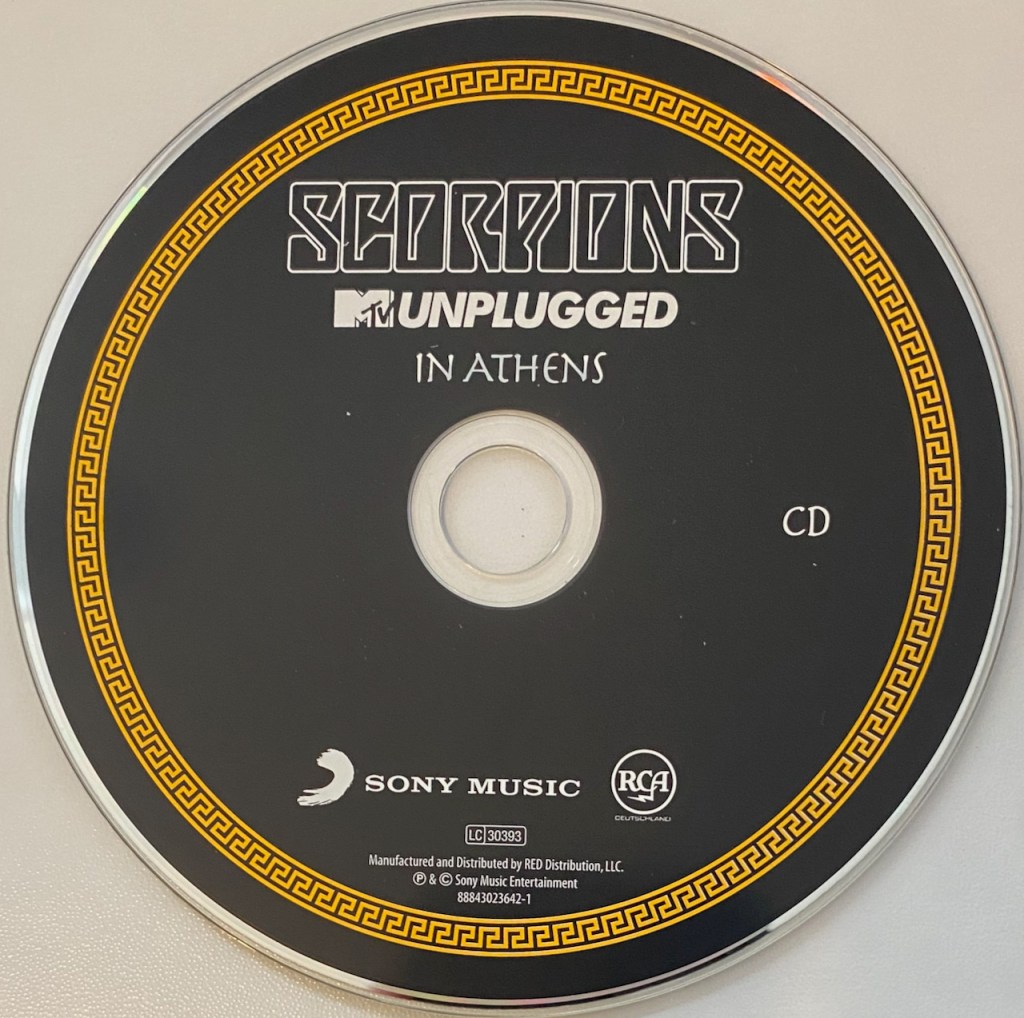 SCORPIONS
MTV UNPLUGGED
IN ATHENS
CD
SONY MUSIC
RCA
DEUTSCHLAND
LC 30393
Manufactured and Distributed by RED Distribution, LLC.
℗ & © Sony Music Entertainment
88843023642-1